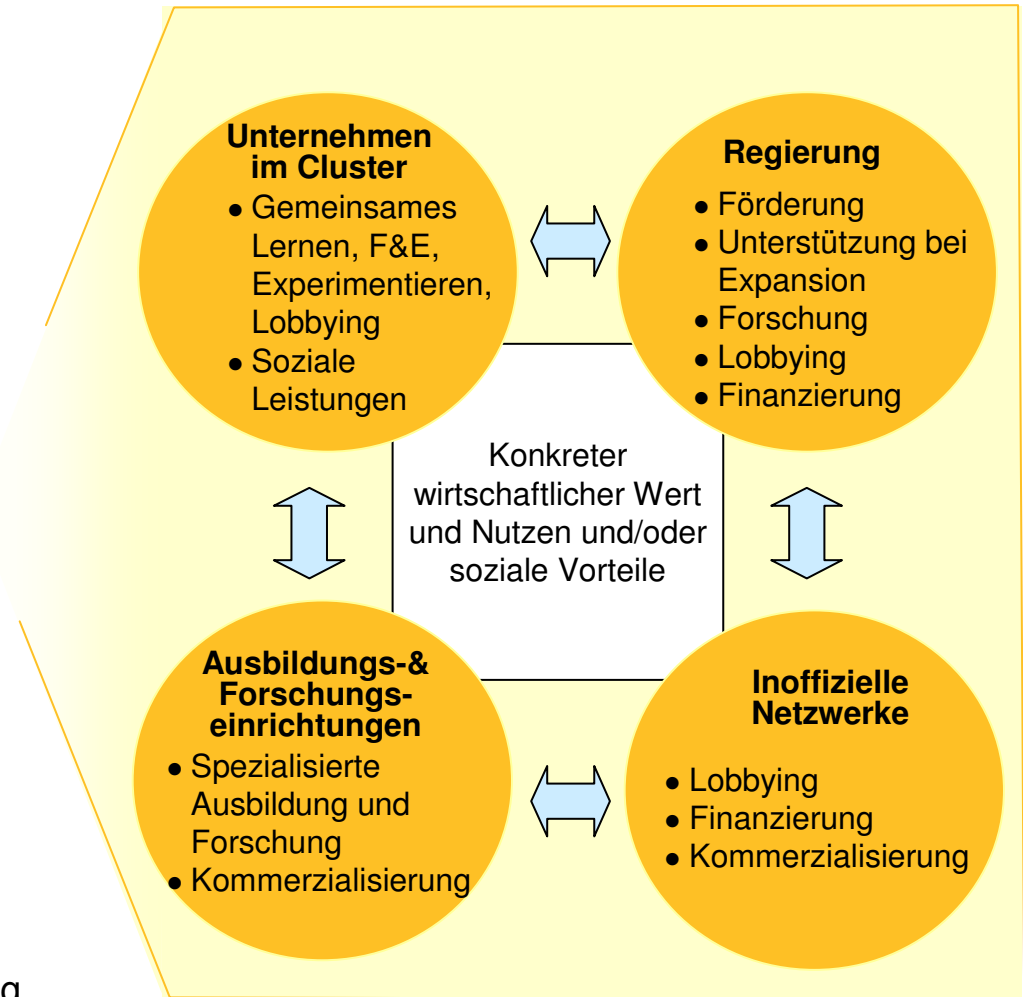 Unternehmen
im Cluster
● Gemeinsames
Lernen, F&E,
Experimentieren,
Lobbying
● Soziale
Leistungen
Regierung
● Förderung
● Unterstützung bei
Expansion
● Forschung
● Lobbying
● Finanzierung
Konkreter
wirtschaftlicher Wert
und Nutzen und/oder
soziale Vorteile
Ausbildungs-&
Forschungs-
einrichtungen
● Spezialisierte
Ausbildung und
Forschung
● Kommerzialisierung
Inoffizielle
Netzwerke
● Lobbying
● Finanzierung
● Kommerzialisierung
g